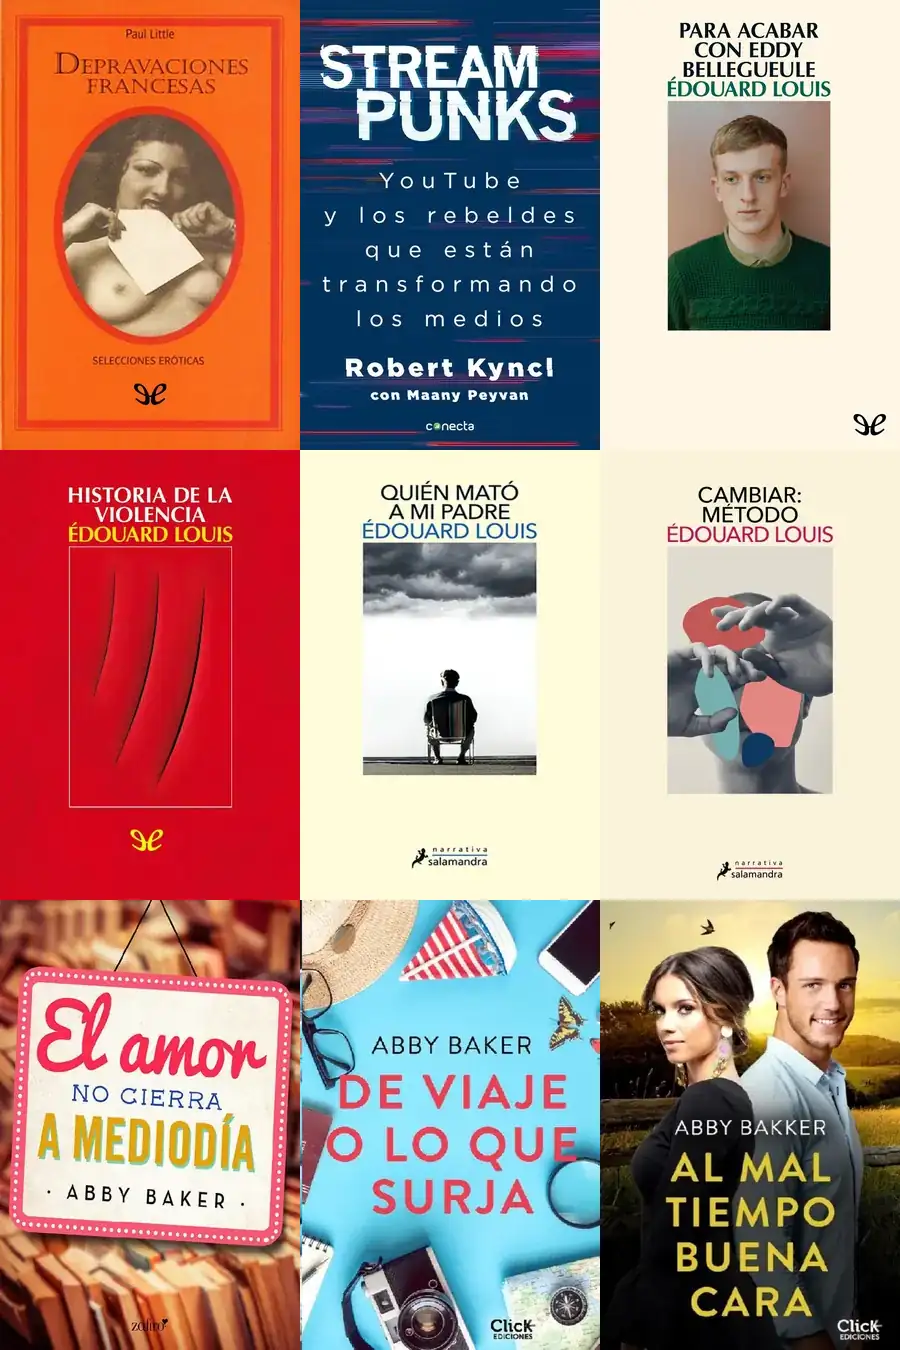 Paul Little
DEPRAVACIONES
FRANCESAS
SELECCIONES ERÓTICAS
STREAM
PUNKS
YouTube
y los rebeldes
que están
transformando
los medios
Robert Kyncl
con Maany Peyvan
conecta
PARA ACABAR
CON EDDY
BELLEGUEULE
ÉDOUARD LOUIS
HISTORIA DE LA
VIOLENCIA
ÉDOUARD LOUIS
QUIÉN MATÓ
A MI PADRE
ÉDOUARD LOUIS
narrativa
salamandra
CAMBIAR:
MÉTODO
ÉDOUARD LOUIS
narrativa
salamandra
El amor
NO CIERRA
A MEDIODÍA
· ABBY BAKER ·
zafiro
ABBY BAKER
DE VIAJE
O LO QUE
SURJA
Click
EDICIONES
ABBY BAKKER
AL MAL
TIEMPO
BUENA
CARA
Click
EDICIONES